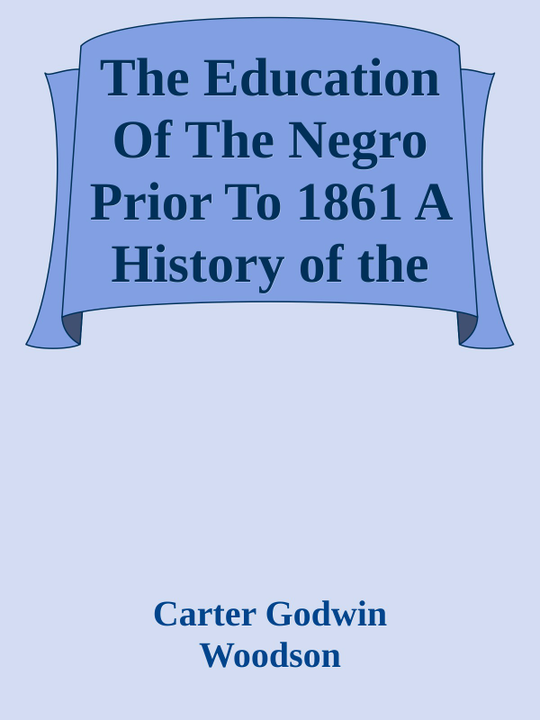 The Education
Of The Negro
Prior To 1861 A
History of the
Carter Godwin
Woodson